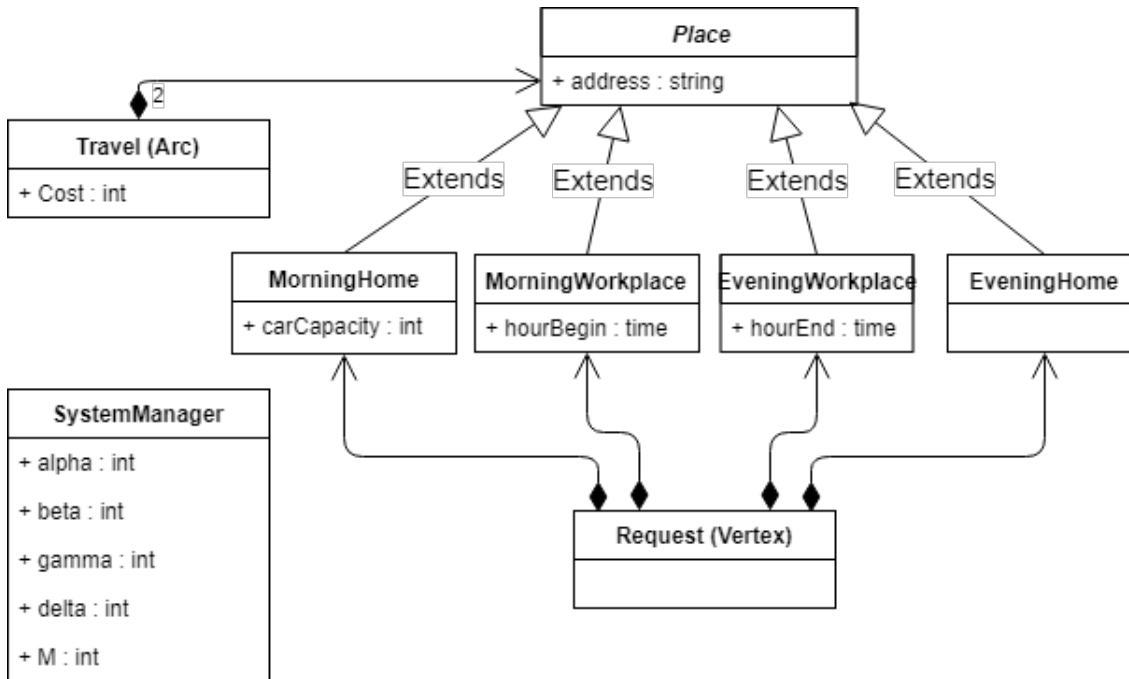 Place
+ address : string
2
Travel (Arc)
+ Cost : int
Extends
Extends
Extends
Extends
MorningHome
+ carCapacity : int
MorningWorkplace
+ hourBegin : time
EveningWorkplace
+ hourEnd : time
EveningHome
SystemManager
+ alpha : int
+ beta : int
+ gamma : int
+ delta : int
+ M : int
Request (Vertex)